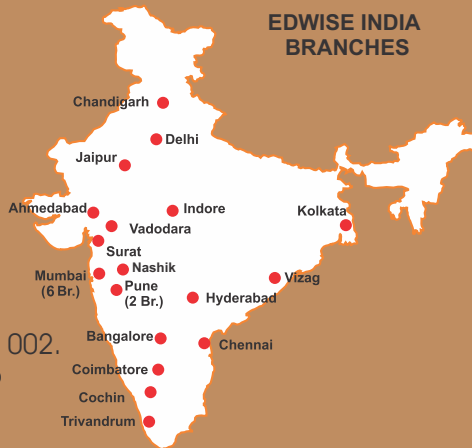 EDWISE INDIA
BRANCHES
Chandigarh
Delhi
Jaipur
Ahmedabad
Indore
Kolkata
Vadodara
Surat
Nashik
Mumbai
(6 Br.)
Pune
(2 Br.)
Vizag
Hyderabad
002.
Bangalore
Chennai
Coimbatore
Cochin
Trivandrum